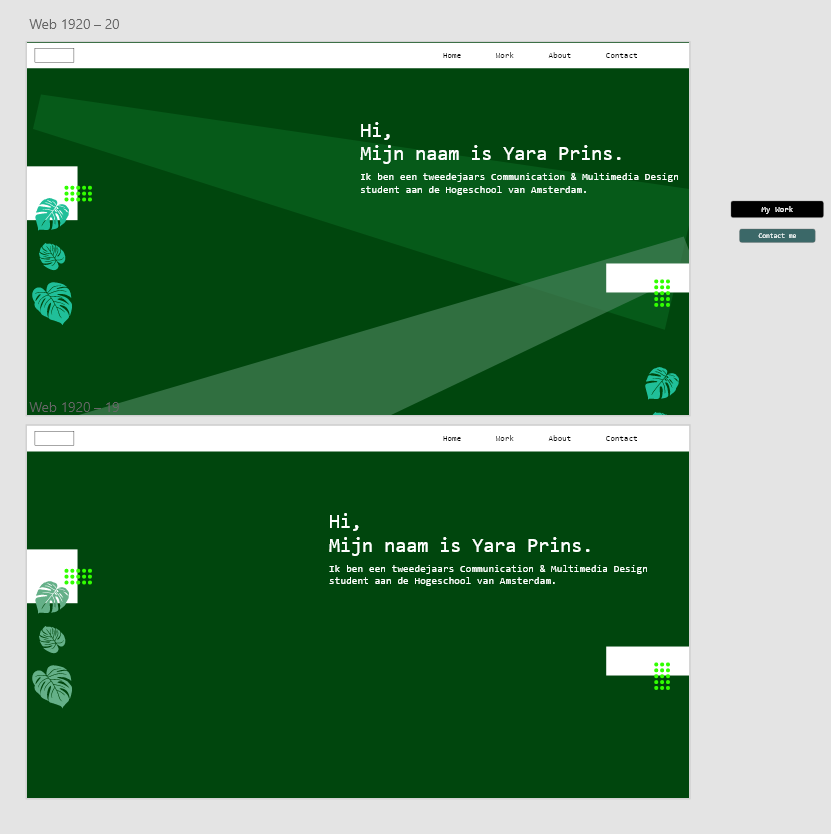 Web 1920 – 20
Home Work About Contact
Hi,
Mijn naam is Yara Prins.
Ik ben een tweedejaars Communication & Multimedia Design
student aan de Hogeschool van Amsterdam.
My Work
Contact me
Web 1920 – 19
Home Work About Contact
Hi,
Mijn naam is Yara Prins.
Ik ben een tweedejaars Communication & Multimedia Design
student aan de Hogeschool van Amsterdam.